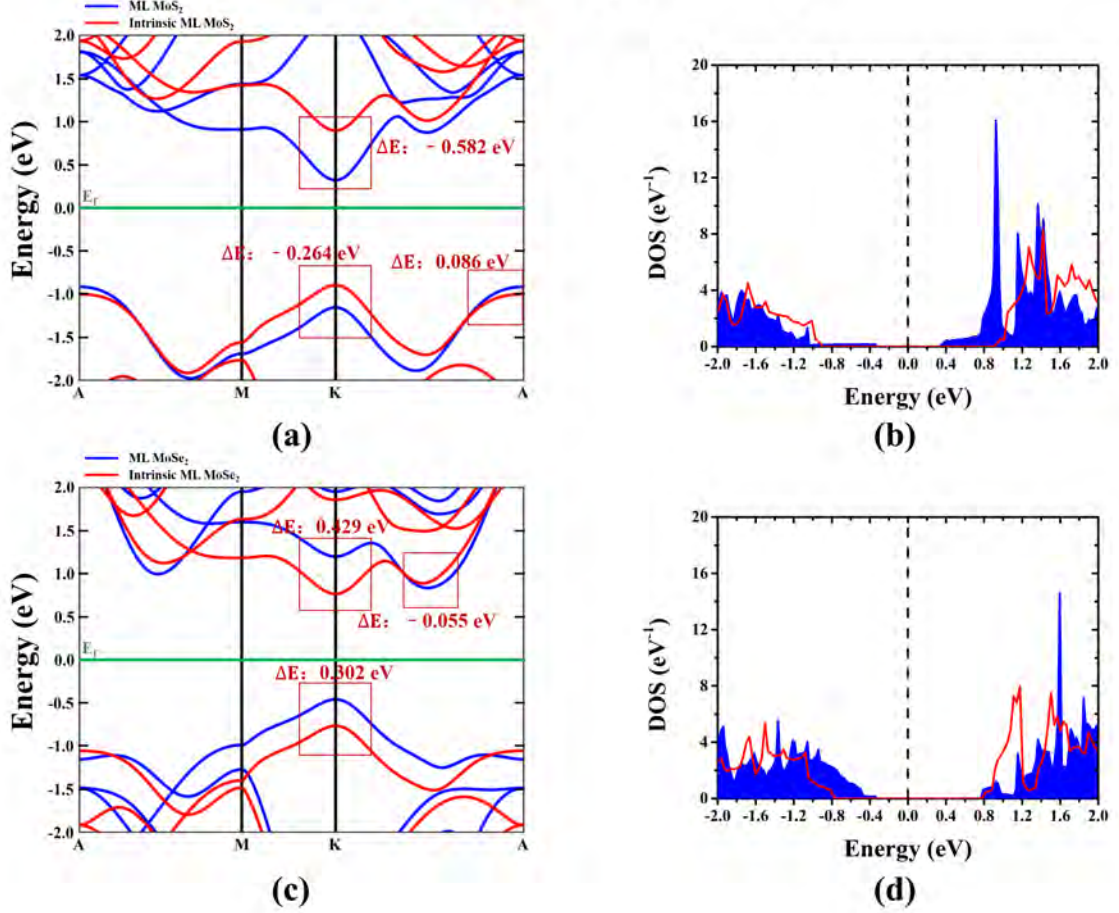 ML MoS₂
Intrinsic ML MoS₂
2.0
1.5
1.0
0.5
0.0
-0.5
-1.0
-1.5
-2.0
Energy (eV)
E_f
ΔE: -0.582 eV
ΔE: -0.264 eV
ΔE: 0.086 eV
A
M
K
A
(a)
20
16
12
8
4
0
DOS (eV⁻¹)
-2.0 -1.6 -1.2 -0.8 -0.4 0.0 0.4 0.8 1.2 1.6 2.0
Energy (eV)
(b)
ML MoSe₂
Intrinsic ML MoSe₂
2.0
1.5
1.0
0.5
0.0
-0.5
-1.0
-1.5
-2.0
Energy (eV)
E_f
ΔE: 0.429 eV
ΔE: -0.055 eV
ΔE: 0.302 eV
A
M
K
A
(c)
20
16
12
8
4
0
DOS (eV⁻¹)
-2.0 -1.6 -1.2 -0.8 -0.4 0.0 0.4 0.8 1.2 1.6 2.0
Energy (eV)
(d)